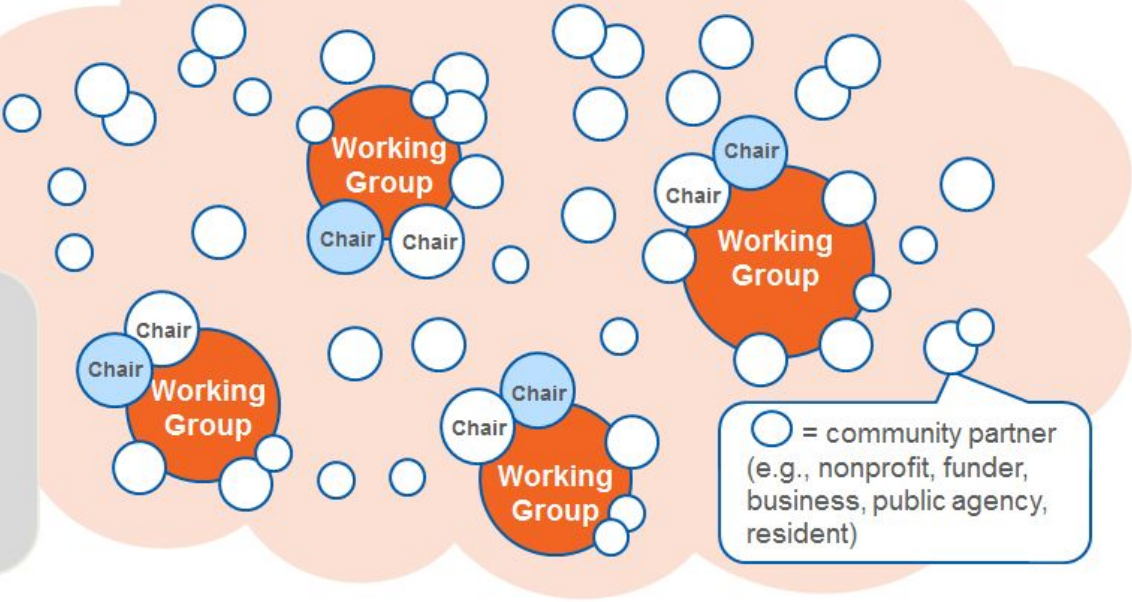 Working
Group
Chair
Chair
Chair
Chair
Working
Group
Chair
Chair
Working
Group
Chair
Chair
Working
Group
= community partner
(e.g., nonprofit, funder,
business, public agency,
resident)